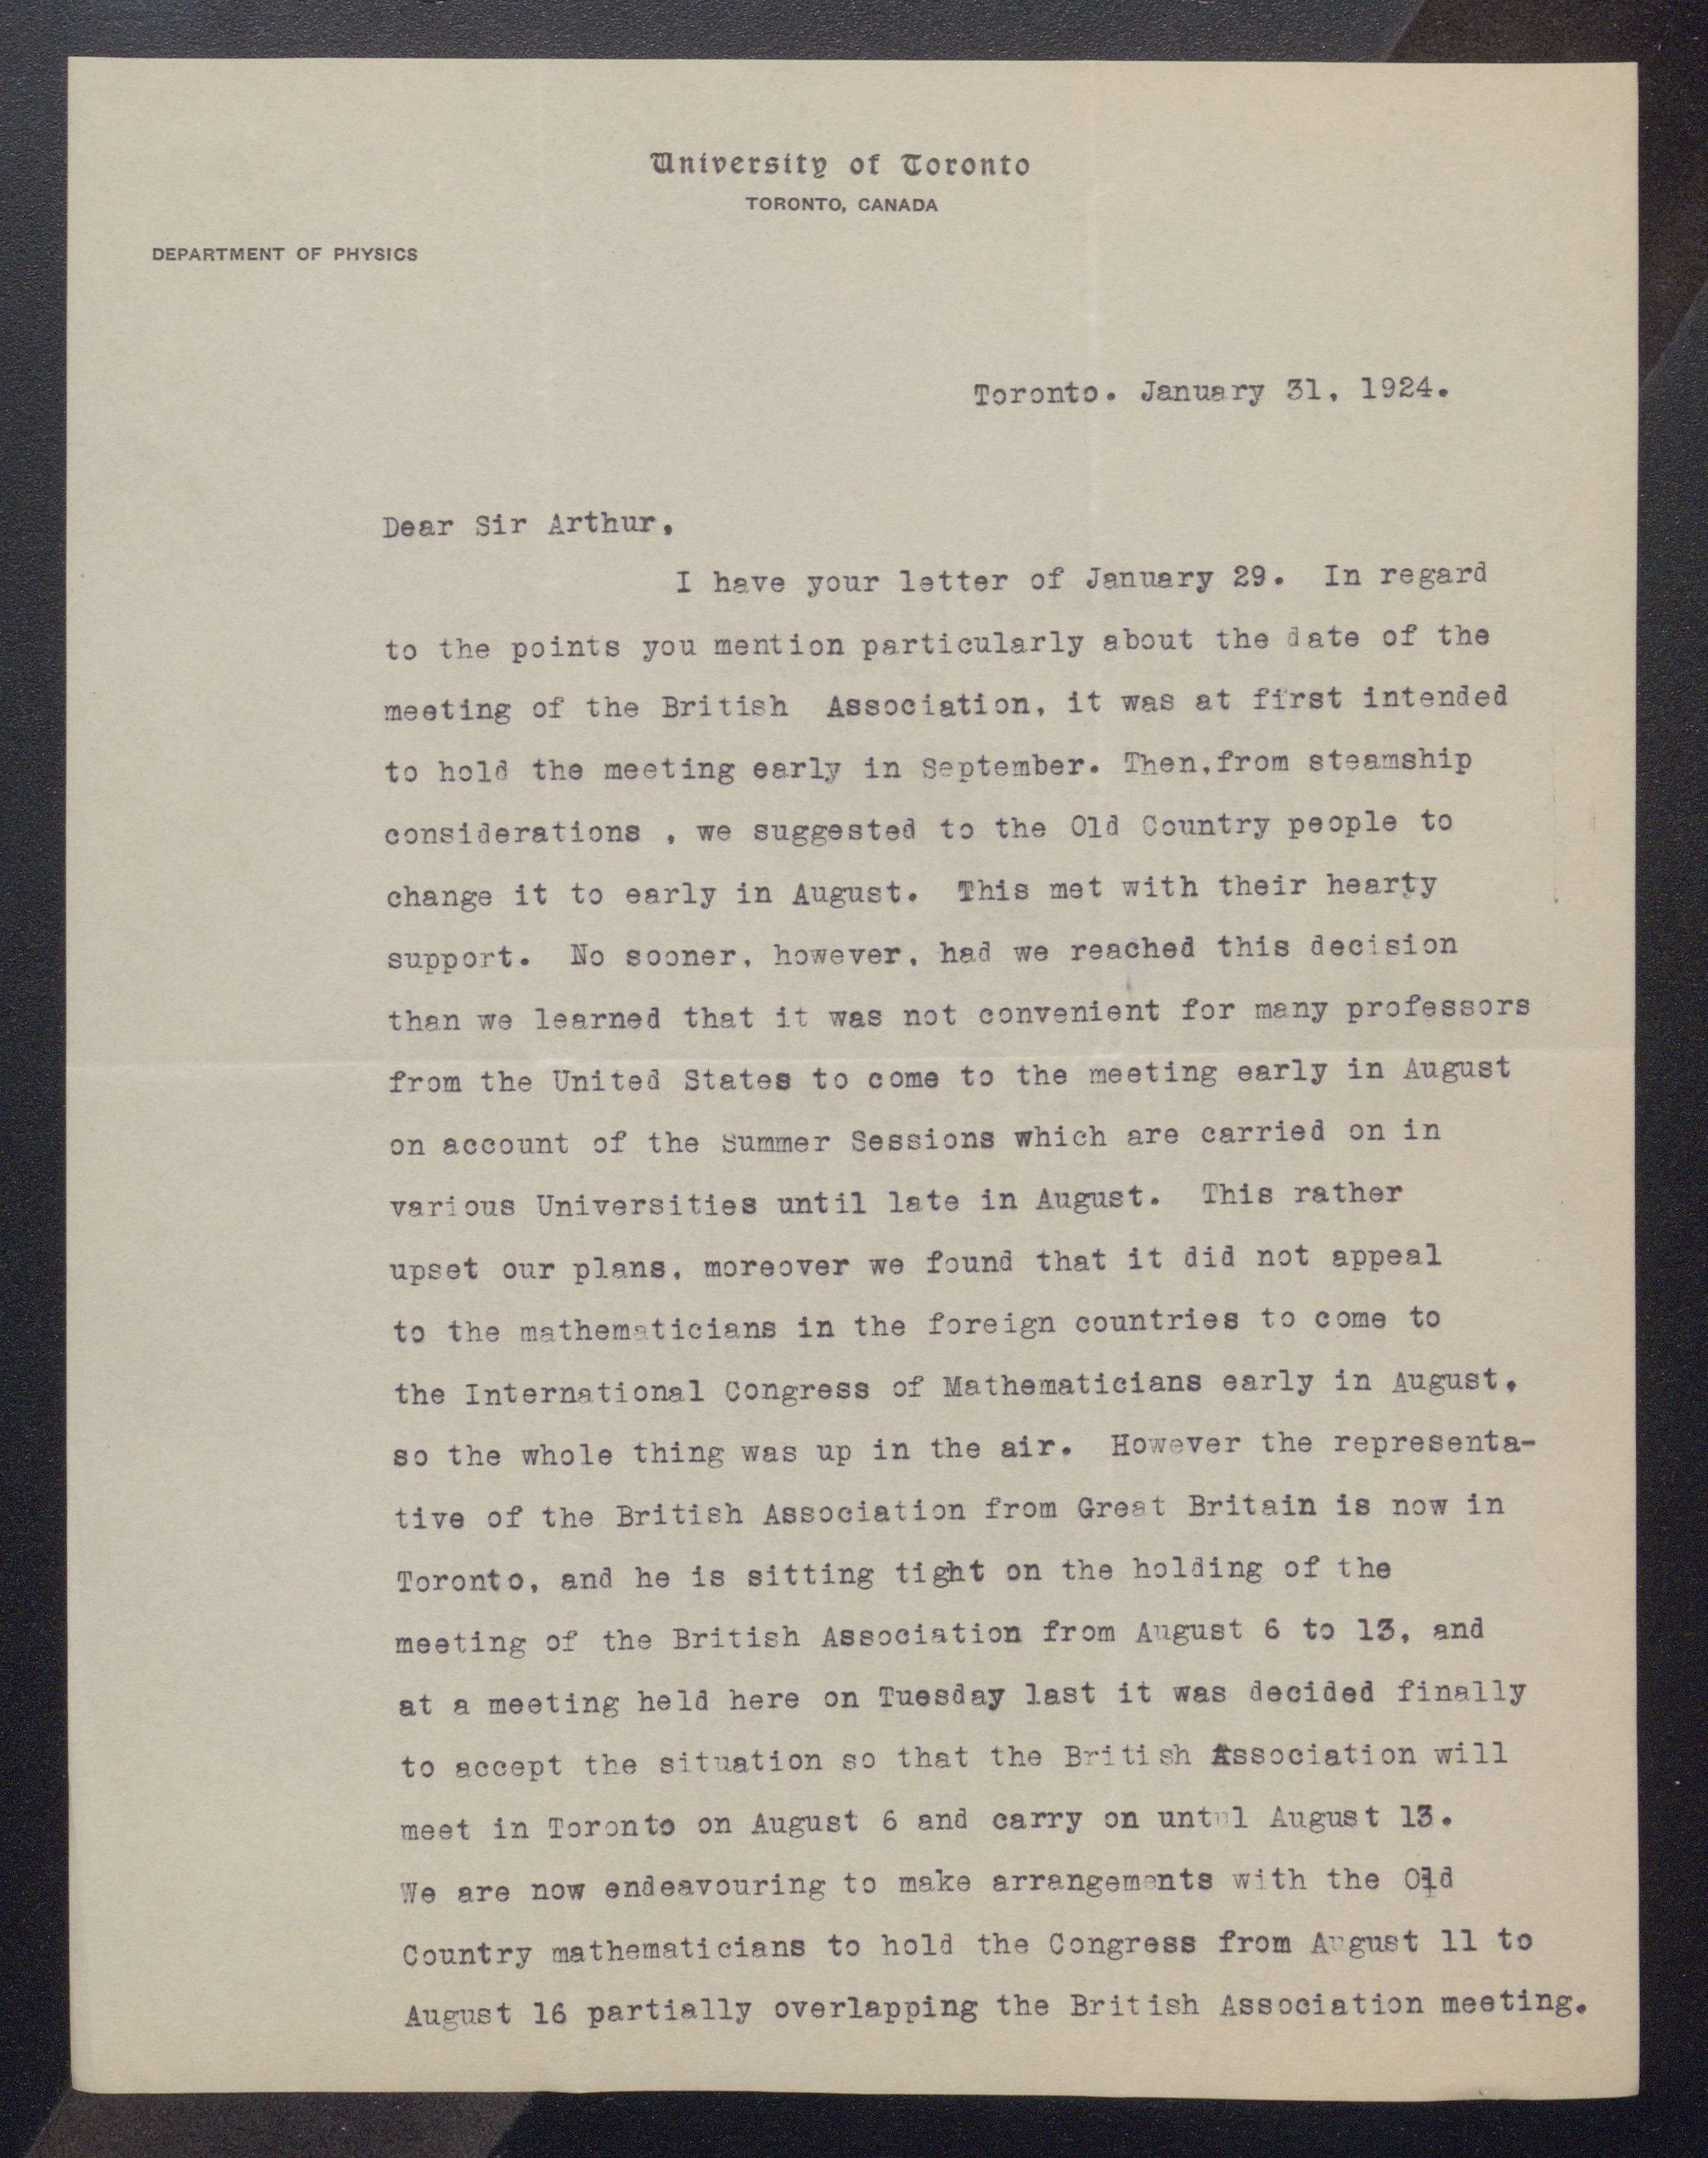 University of Toronto
TORONTO, CANADA
DEPARTMENT OF PHYSICS
Toronto. January 31, 1924.
Dear Sir Arthur,
I have your letter of January 29. In regard
to the points you mention particularly about the date of the
meeting of the British Association, it was at first intended
to hold the meeting early in September. Then,from steamship
considerations , we suggested to the Old Country people to
change it to early in August. This met with their hearty
support. No sooner, however, had we reached this decision
than we learned that it was not convenient for many professors
from the United States to come to the meeting early in August
on account of the Summer Sessions which are carried on in
various Universities until late in August. This rather
upset our plans, moreover we found that it did not appeal
to the mathematicians in the foreign countries to come to
the International Congress of Mathematicians early in August,
so the whole thing was up in the air. However the representa-
tive of the British Association from Great Britain is now in
Toronto, and he is sitting tight on the holding of the
meeting of the British Association from August 6 to 13, and
at a meeting held here on Tuesday last it was decided finally
to accept the situation so that the British Association will
meet in Toronto on August 6 and carry on until August 13.
We are now endeavouring to make arrangements with the Old
Country mathematicians to hold the Congress from August 11 to
August 16 partially overlapping the British Association meeting.